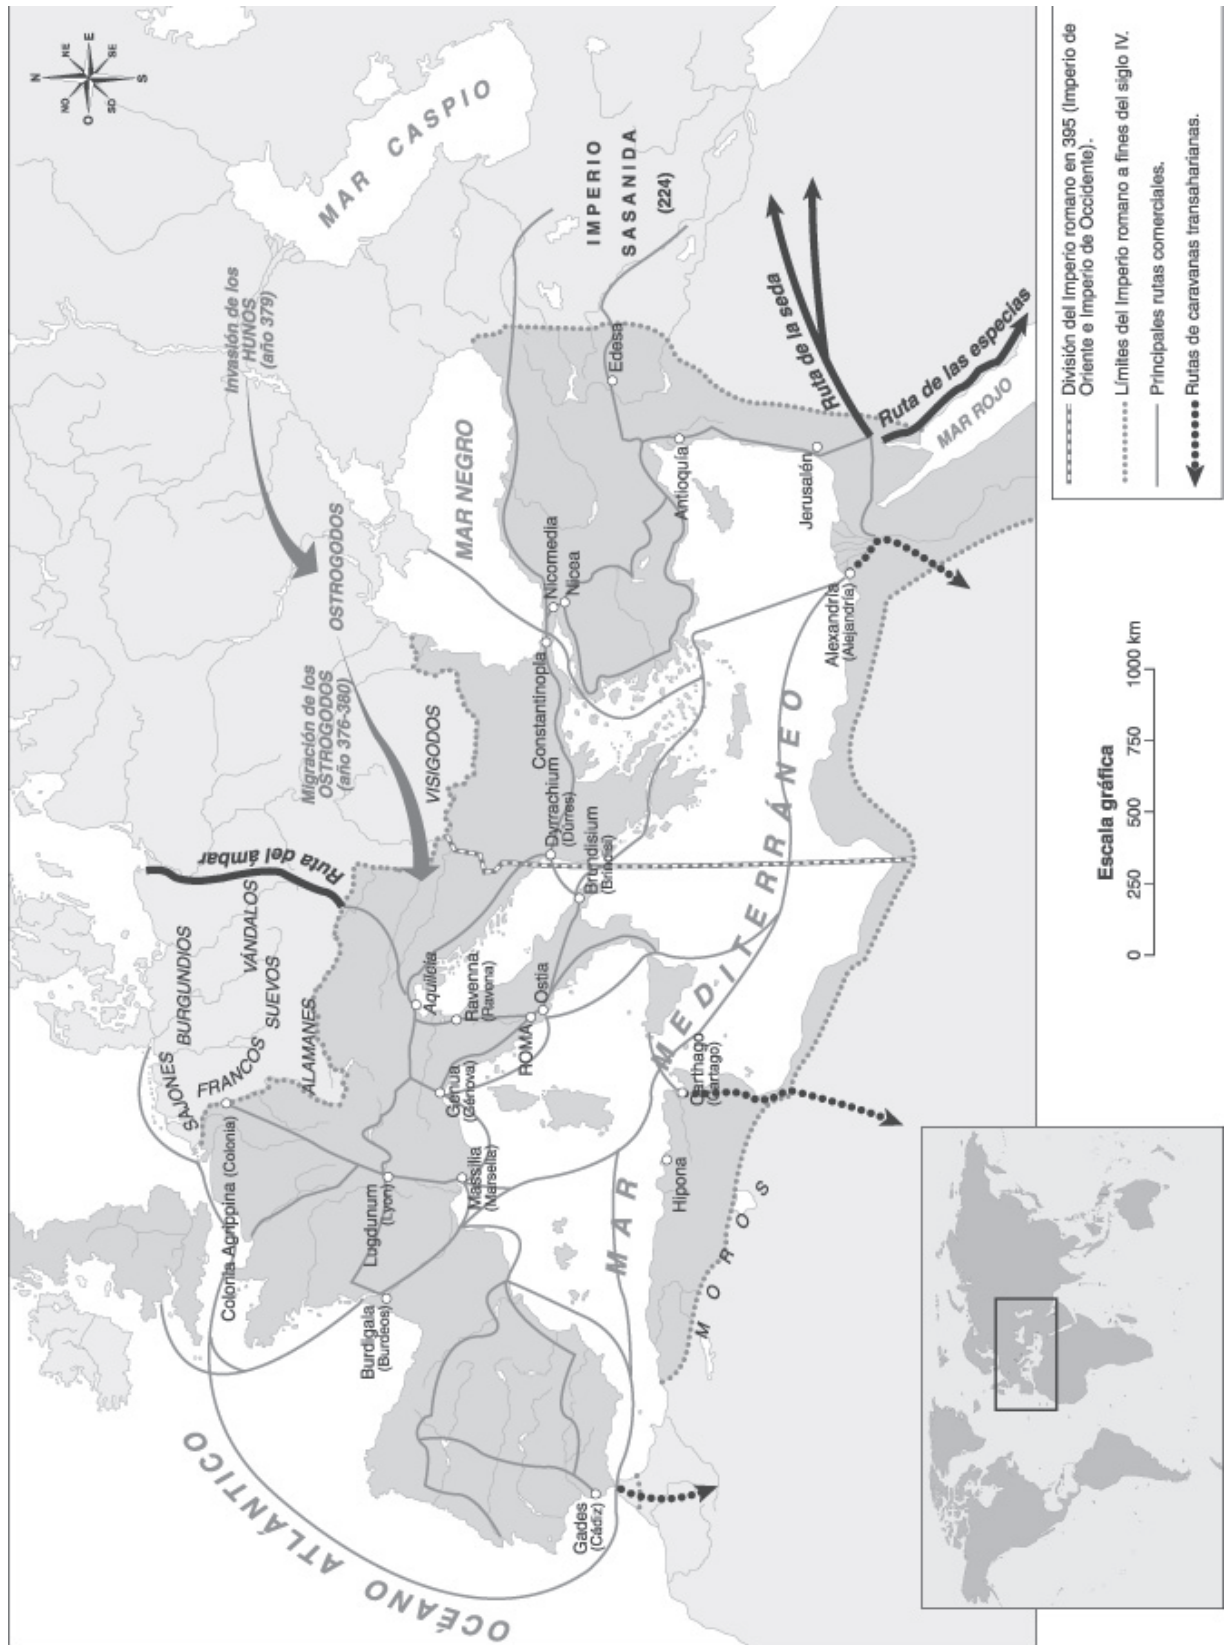 N
NE
E
SE
S
SO
O
NO
MAR CASPIO
Invasión de los
HUNOS
(año 379)
IMPERIO
SASANIDA
(224)
OSTROGODOS
Migración de los
OSTROGODOS
(año 376-380)
MAR NEGRO
VISIGODOS
Ruta del ámbar
BURGUNDIOS
VÁNDALOS
SUEVOS
SAJONES
FRANCOS
ALAMANES
Colonia Agrippina (Colonia)
Lugdunum
(Lyon)
Burdigala
(Burdeos)
Massilia
(Marsella)
Genua
(Génova)
Aquileia
Ravenna
(Ravena)
ROMA
Ostia
Brundisium
(Brindisi)
Dyrrachium
(Dürres)
Constantinopla
Nicomedia
Nicea
Edesa
Antioquía
Jerusalén
Alexandría
(Alejandría)
Ruta de la seda
Ruta de las especias
MAR ROJO
OCÉANO ATLÁNTICO
Gades
(Cádiz)
MAR MEDITERRÁNEO
Hipona
Carthago
(Cartago)
MOROS
Escala gráfica
0 250 500 750 1000 km
División del Imperio romano en 395 (Imperio de
Oriente e Imperio de Occidente).
Límites del Imperio romano a fines del siglo IV.
Principales rutas comerciales.
Rutas de caravanas transaharianas.